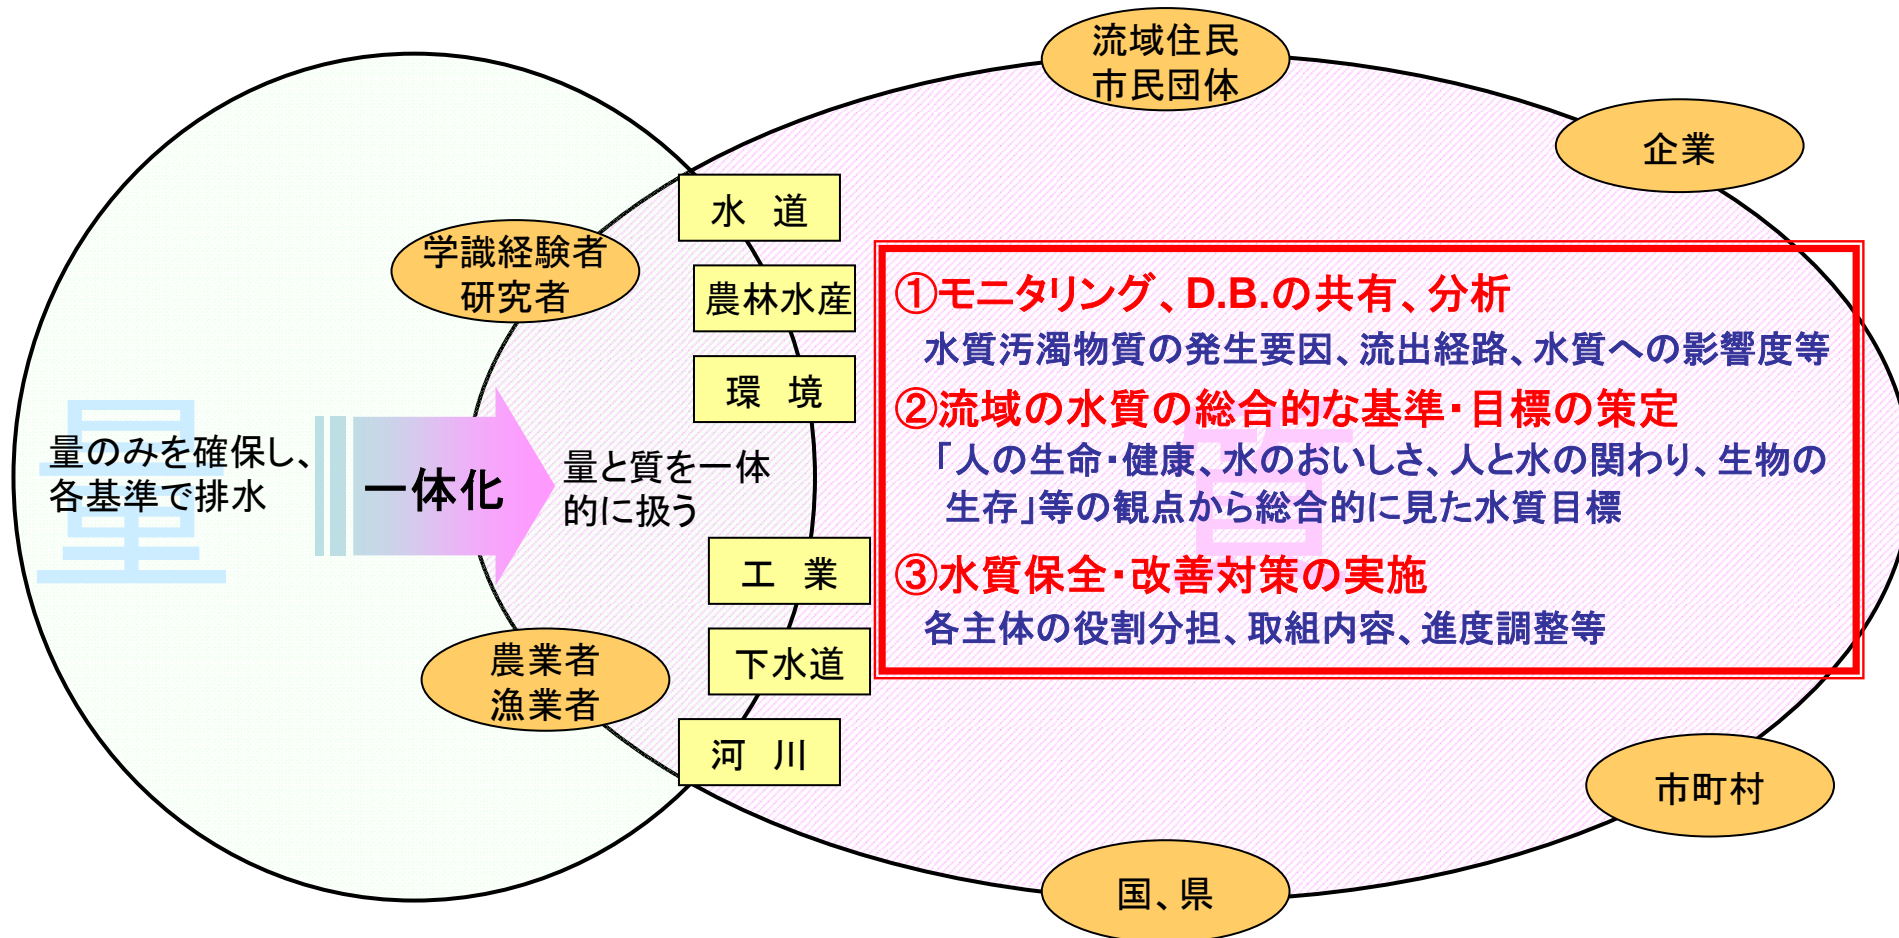 流域住民
市民団体
企業
水　道
学識経験者
研究者
農林水産
環　境
①モニタリング、D.B.の共有、分析
水質汚濁物質の発生要因、流出経路、水質への影響度等
②流域の水質の総合的な基準・目標の策定
「人の生命・健康、水のおいしさ、人と水の関わり、生物の
生存」等の観点から総合的に見た水質目標
③水質保全・改善対策の実施
各主体の役割分担、取組内容、進度調整等
量
量のみを確保し、
各基準で排水
一体化
量と質を一体
的に扱う
質
工　業
下水道
農業者
漁業者
河　川
市町村
国、県